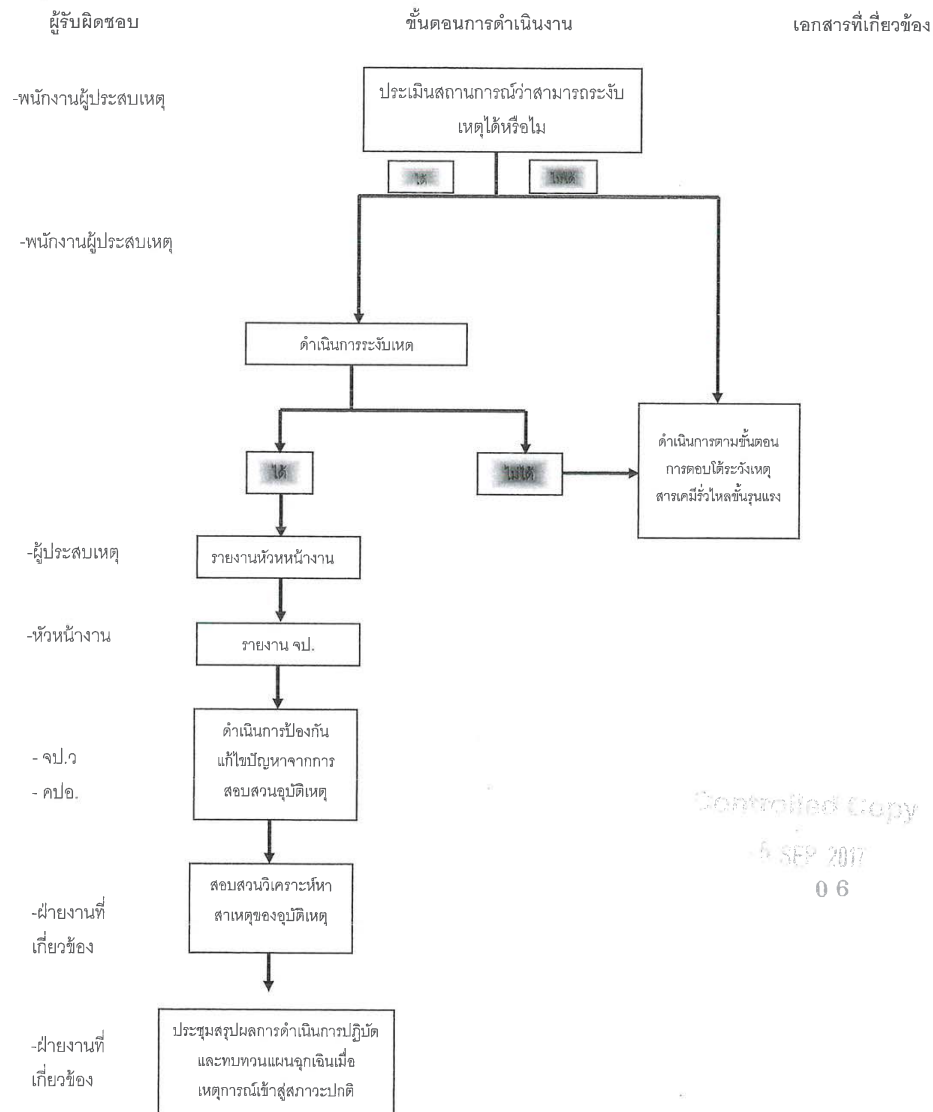 ผู้รับผิดชอบ
ขั้นตอนการดำเนินงาน
เอกสารที่เกี่ยวข้อง
-พนักงานผู้ประสบเหตุ
ประเมินสถานการณ์ว่าสามารถระงับ
เหตุได้หรือไม
ได้
ไม่ได้
-พนักงานผู้ประสบเหตุ
ดำเนินการระงับเหตุ
ได้
ไม่ได้
ดำเนินการตามขั้นตอน
การตอบโต้ระวังเหตุ
สารเคมีรั่วไหลขั้นรุนแรง
-ผู้ประสบเหตุ
รายงานหัวหหน้างาน
-หัวหน้างาน
รายงาน จป.
- จป.ว
- คปอ.
ดำเนินการป้องกัน
แก้ไขปัญหาจากการ
สอบสวนอุบัติเหตุ
Controlled Copy
-5 SEP 2017
0 6
-ฝ่ายงานที่
เกี่ยวข้อง
สอบสวนวิเคราะห์หา
สาเหตุของอุบัติเหตุ
-ฝ่ายงานที่
เกี่ยวข้อง
ประชุมสรุปผลการดำเนินการปฏิบัต
และทบทวนแผนฉุกเฉินเมื่อ
เหตุการณ์เข้าสู่สภาวะปกติ